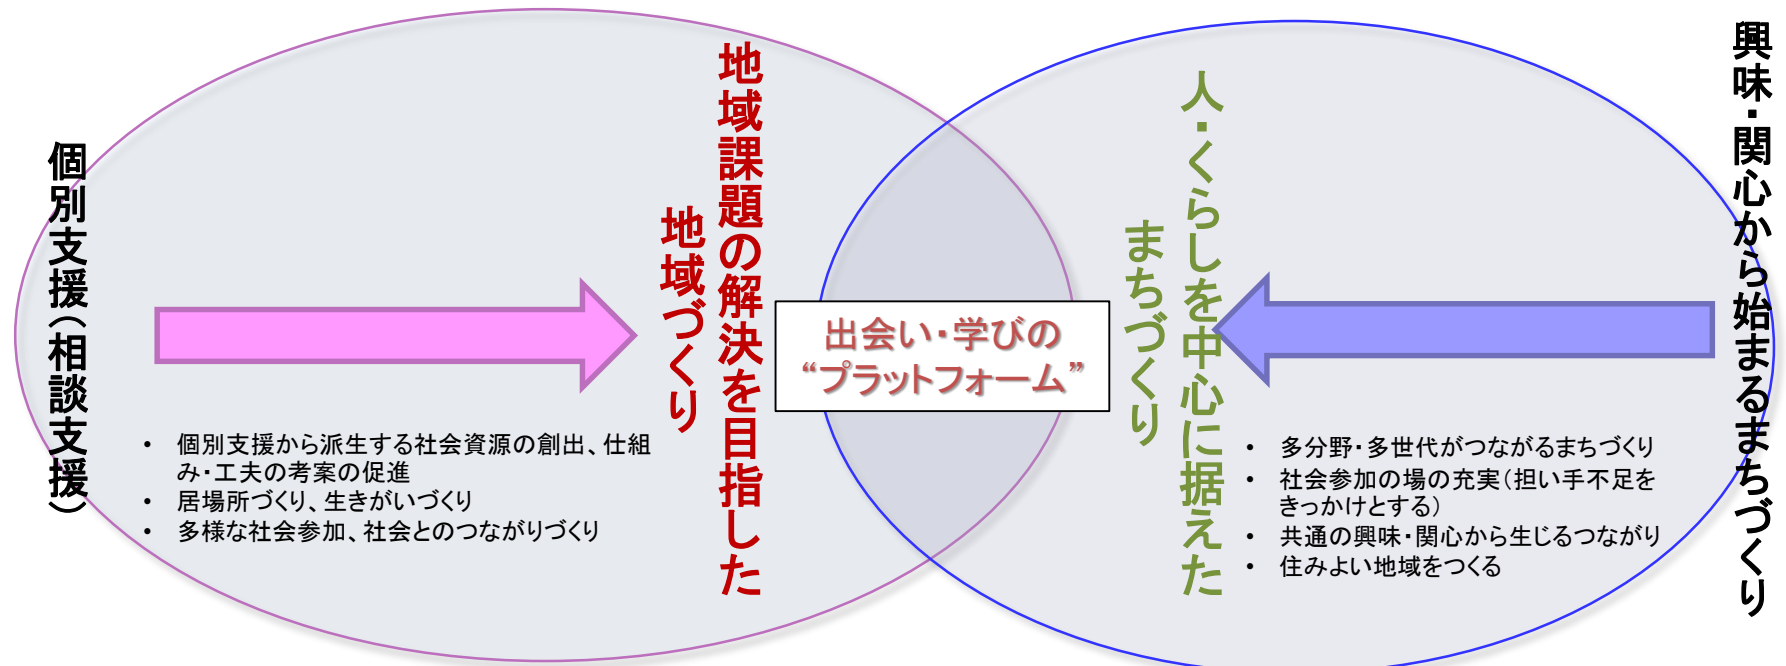 個別支援（相談支援）
地域課題の解決を目指した
地域づくり
• 個別支援から派生する社会資源の創出、仕組
み・工夫の考案の促進
• 居場所づくり、生きがいづくり
• 多様な社会参加、社会とのつながりづくり
出会い・学びの
“プラットフォーム”
人・くらしを中心に据えた
まちづくり
• 多分野・多世代がつながるまちづくり
• 社会参加の場の充実（担い手不足を
きっかけとする）
• 共通の興味・関心から生じるつながり
• 住みよい地域をつくる
興味・関心から始まるまちづくり